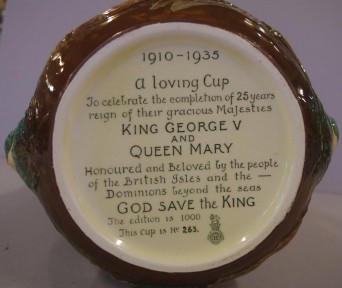 1910-1935
a Loving Cup
To celebrate the completion of 25 years
reign of their gracious Majesties
KING GEORGE V
AND
QUEEN MARY
Honoured and Beloved by the people
of the British Isles and the —
Dominions beyond the seas
GOD SAVE the KING
The edition is 1000
This Cup is No 263.